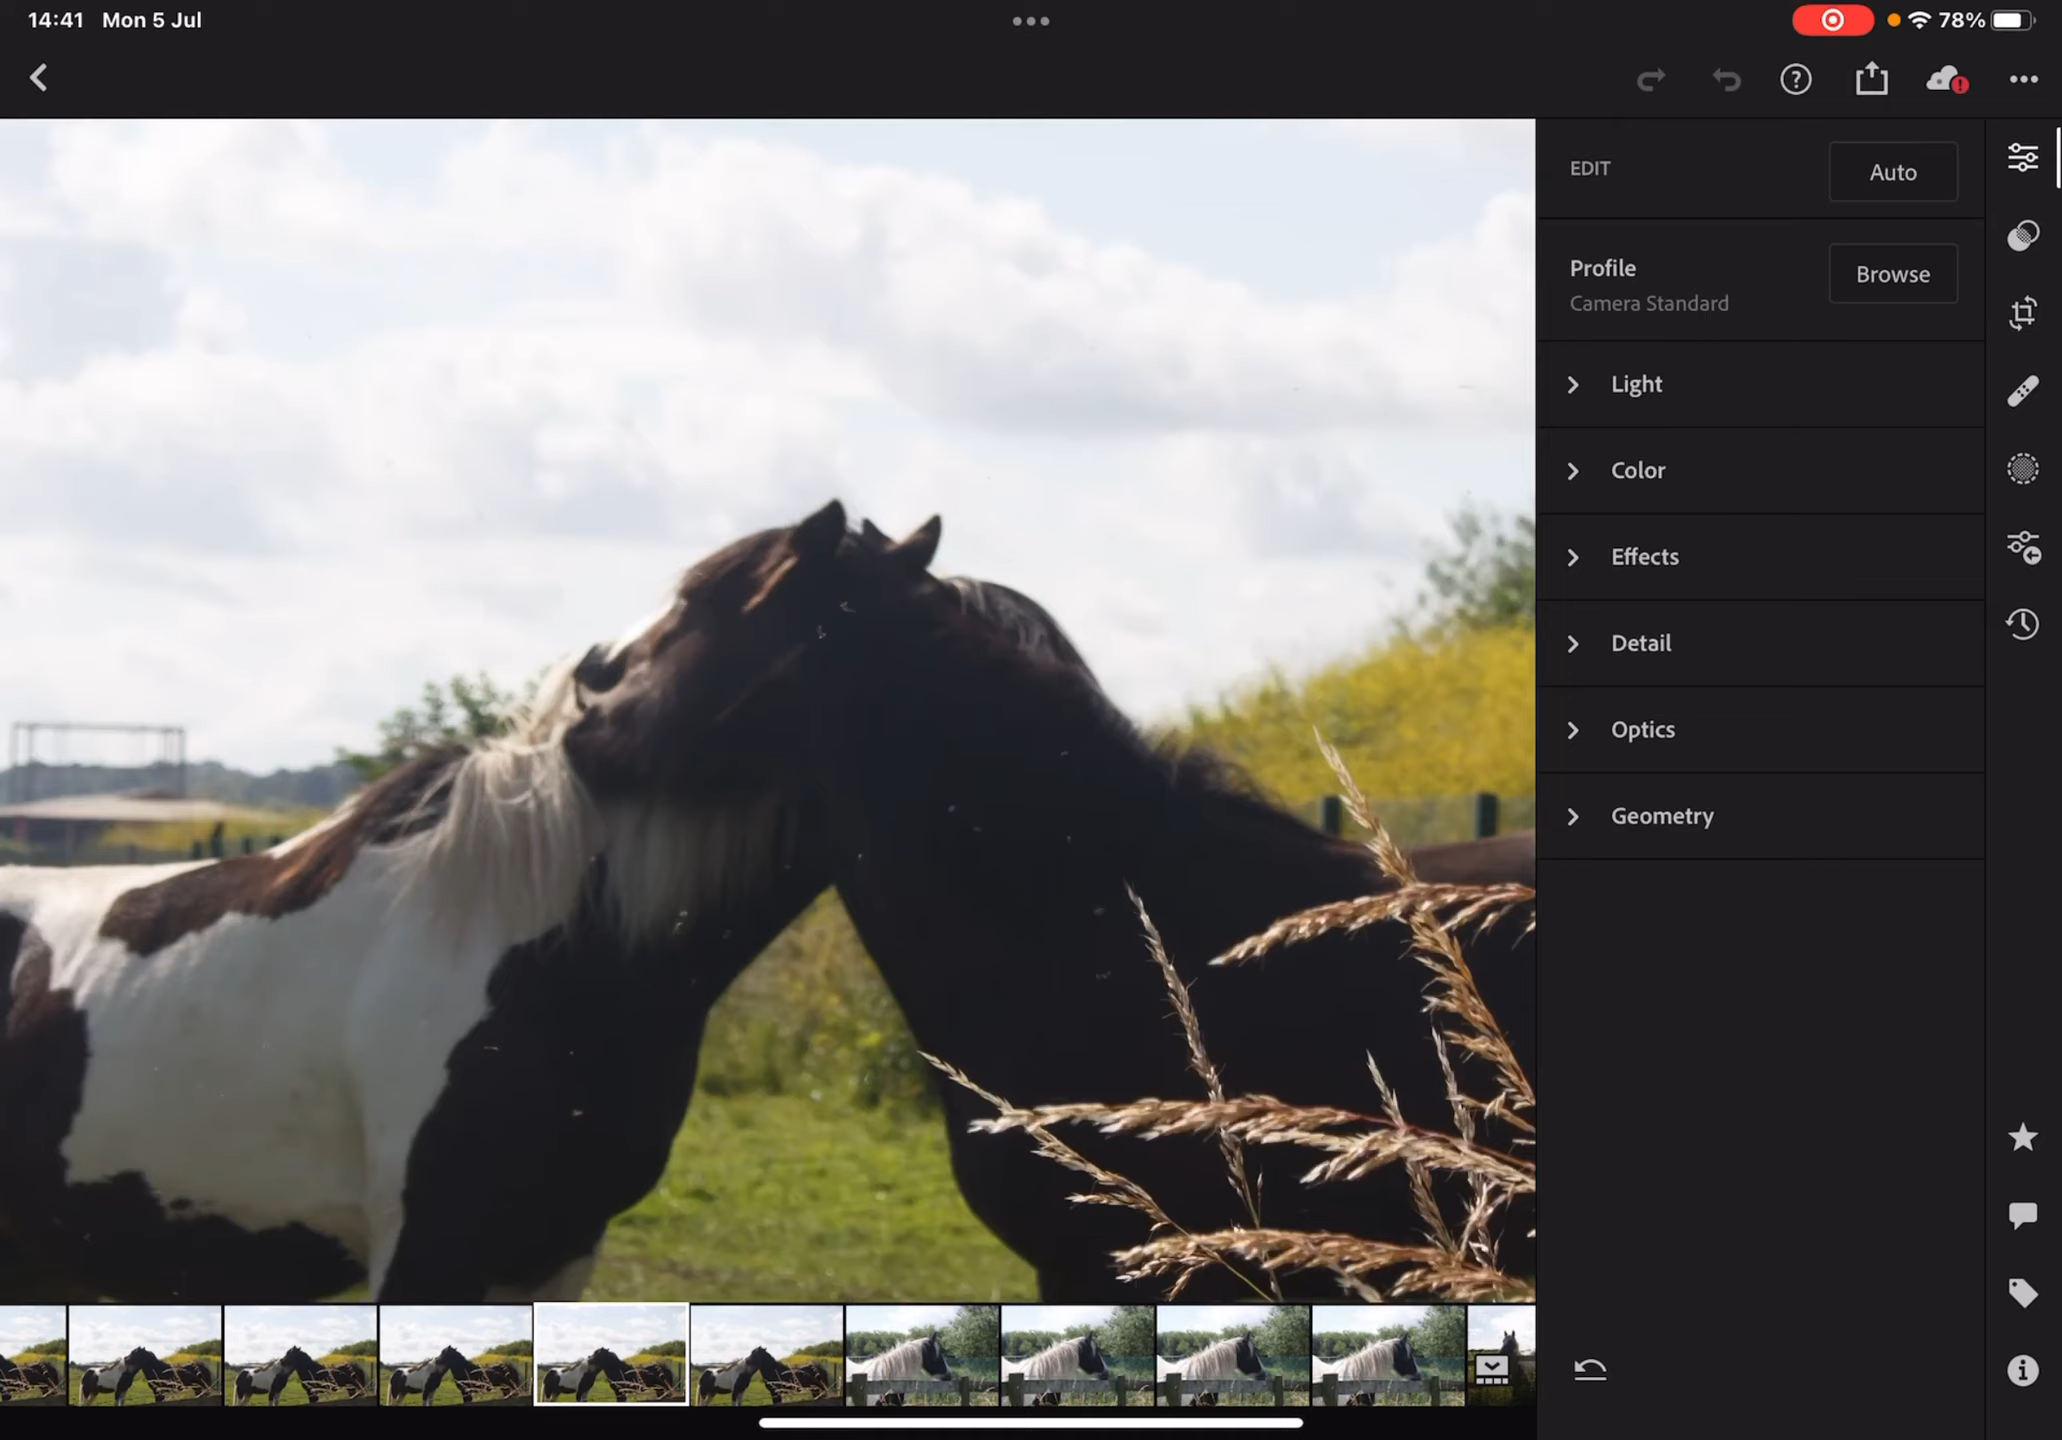 14:41 Mon 5 Jul
78%
EDIT
Auto
Profile
Browse
Camera Standard
Light
Color
Effects
Detail
Optics
Geometry